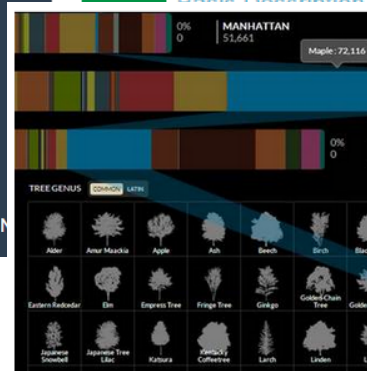 0%
0
MANHATTAN
51,661
Maple: 72,116
0%
0
TREE GENUS COMMON LATIN
Alder Amur Maackia Apple Ash Beech Birch
Eastern Redcedar Elm Empress Tree Fringe Tree Ginkgo Golden-Chain
Tree
Japanese
Snowbell
Japanese Tree
Lilac
Katsura
Kentucky
Coffeetree
Larch Linden